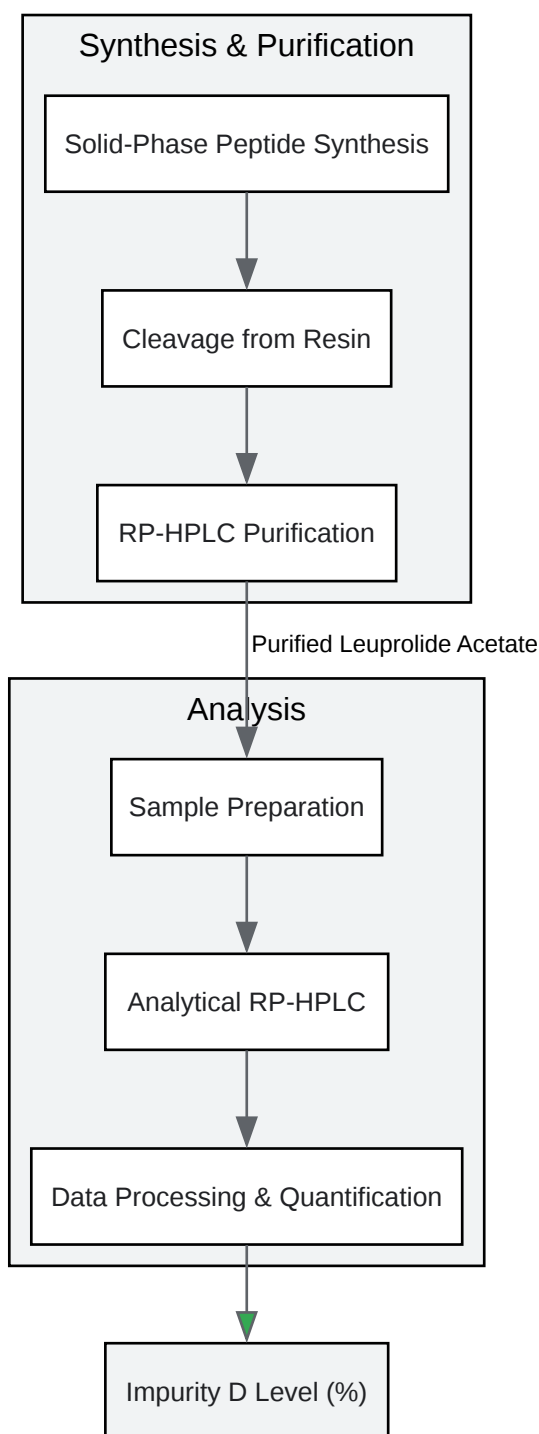 Synthesis & Purification
Solid-Phase Peptide Synthesis
Cleavage from Resin
RP-HPLC Purification
Purified Leuprolide Acetate
Analysis
Sample Preparation
Analytical RP-HPLC
Data Processing & Quantification
Impurity D Level (%)